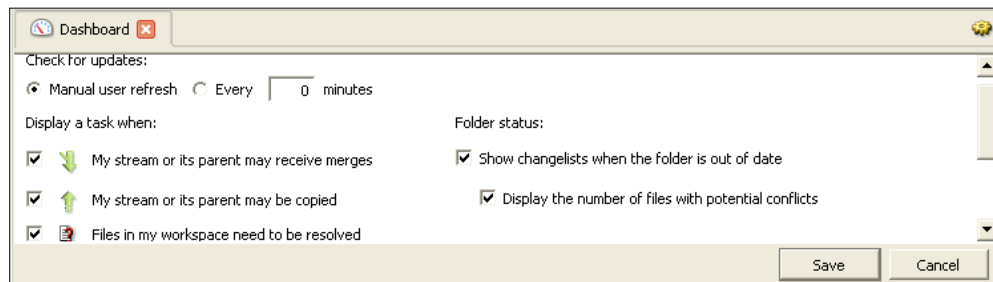 Dashboard
Check for updates:
Manual user refresh Every 0 minutes
Display a task when:
Folder status:
My stream or its parent may receive merges
Show changelists when the folder is out of date
My stream or its parent may be copied
Display the number of files with potential conflicts
Files in my workspace need to be resolved
Save
Cancel